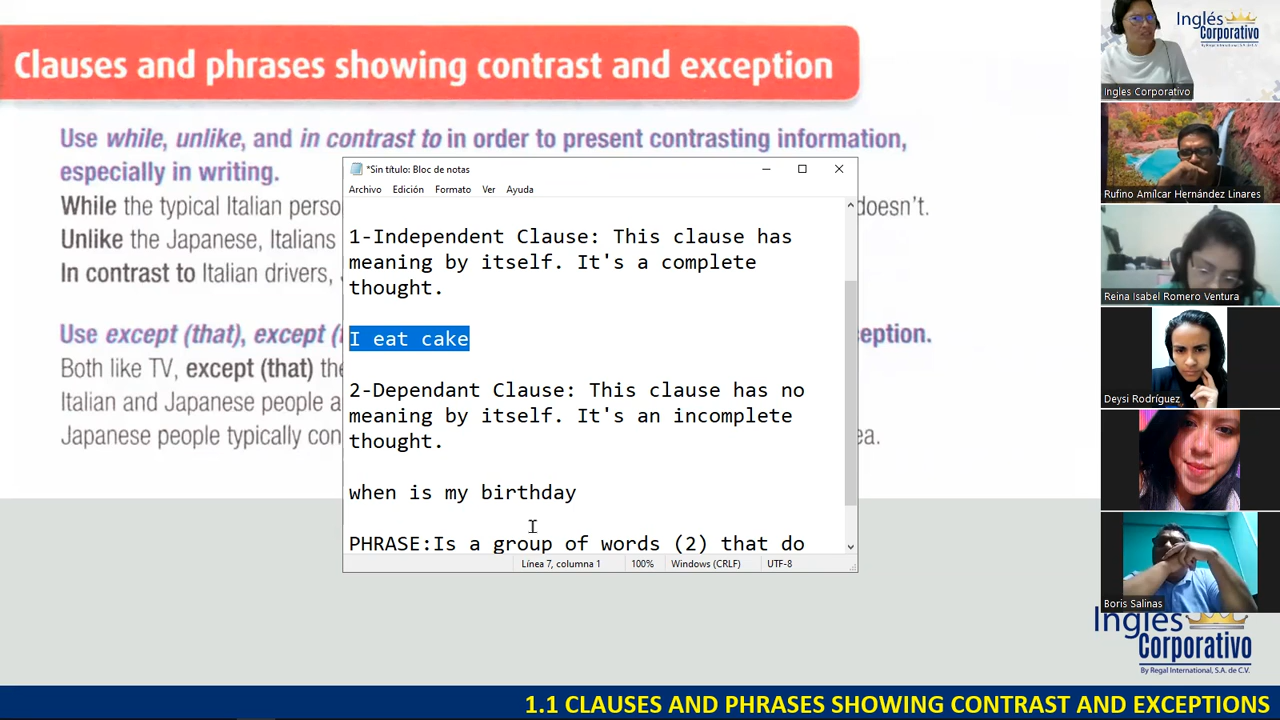 Clauses and phrases showing contrast and exception
Use while, unlike, and in contrast to in order to present contrasting information,
especially in writing.
While the typical Italian perso
doesn't.
Unlike the Japanese, Italians
In contrast to Italian drivers,
Use except (that), except (
ception.
Both like TV, except (that) the
Italian and Japanese people a
Japanese people typically con
ea.
*Sin título: Bloc de notas
Archivo Edición Formato Ver Ayuda
1-Independent Clause: This clause has
meaning by itself. It's a complete
thought.
I eat cake
2-Dependant Clause: This clause has no
meaning by itself. It's an incomplete
thought.
when is my birthday
PHRASE:Is a group of words (2) that do
Línea 7, columna 1 100% Windows (CRLF) UTF-8
Inglés
Corporativo
By Regal International, S.A. de C.V.
Ingles Corporativo
Rufino Amílcar Hernández Linares
Reina Isabel Romero Ventura
Deysi Rodríguez
Boris Salinas
Inglés
Corporativo
By Regal International, S.A. de C.V.
1.1 CLAUSES AND PHRASES SHOWING CONTRAST AND EXCEPTIONS